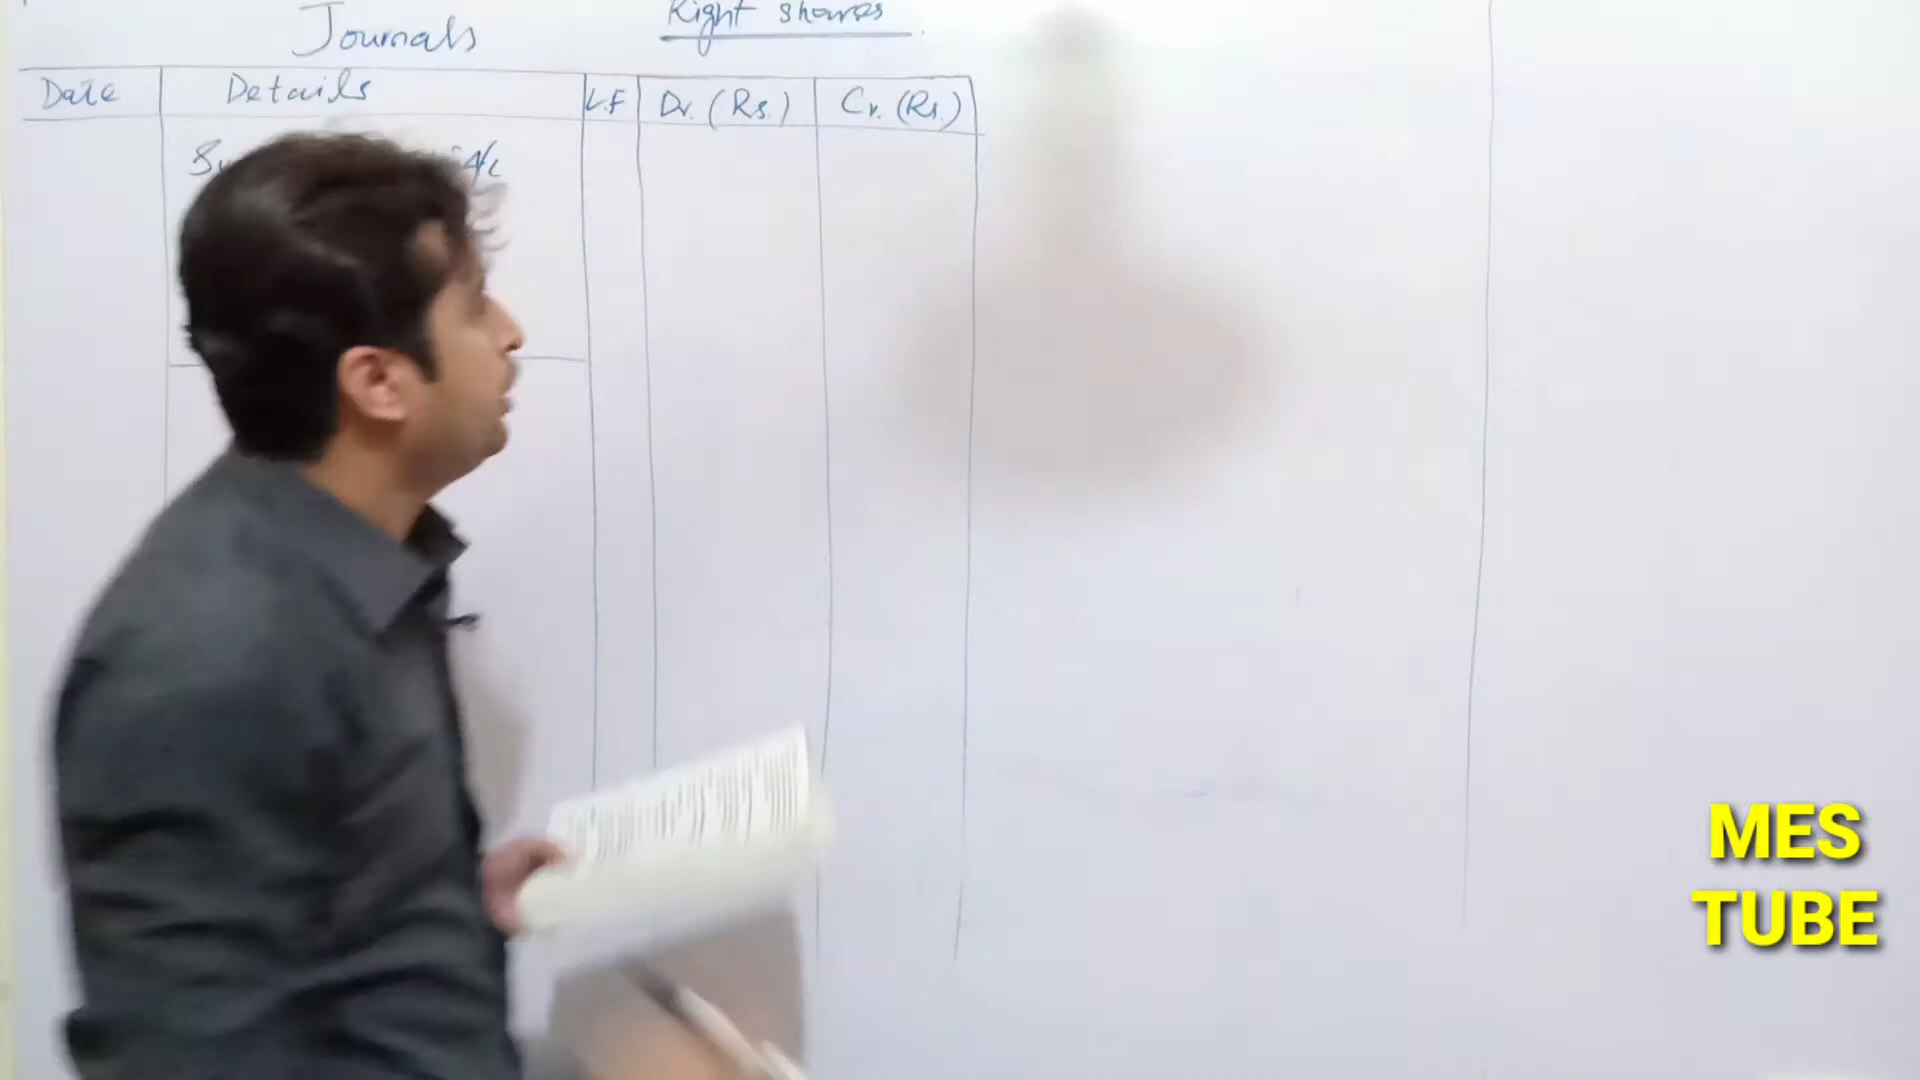 Journals
Right shares
Date Details L.F Dr. (Rs.) Cr. (Rs.)
A/c
MES
TUBE